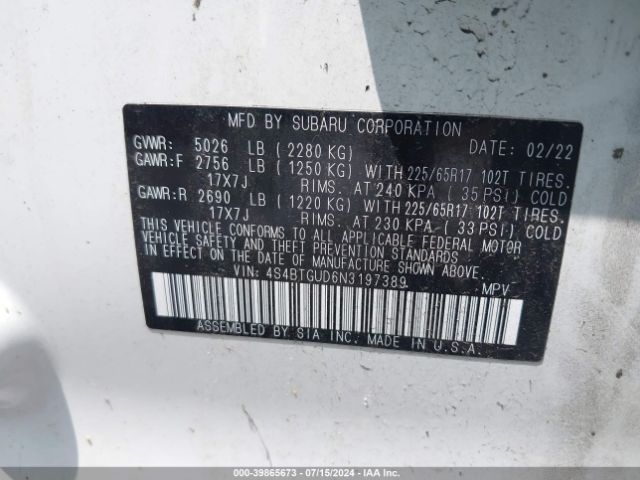 MFD BY SUBARU CORPORATION
GVWR: 5026 LB ( 2280 KG) DATE: 02/22
GAWR:F 2756 LB ( 1250 KG) WITH 225/65R17 102T TIRES.
17X7J RIMS. AT 240 KPA ( 35 PSI) COLD
GAWR:R 2690 LB ( 1220 KG) WITH 225/65R17 102T TIRES.
17X7J RIMS. AT 230 KPA ( 33 PSI) COLD
THIS VEHICLE CONFORMS TO ALL APPLICABLE FEDERAL MOTOR
VEHICLE SAFETY AND THEFT PREVENTION STANDARDS
IN EFFECT ON THE DATE OF MANUFACTURE SHOWN ABOVE.
VIN: 4S4BTGUD6N3197389 MPV
ASSEMBLED BY SIA INC. MADE IN U.S.A.
000-39865673 / 07/15/2024 - IAA Inc.